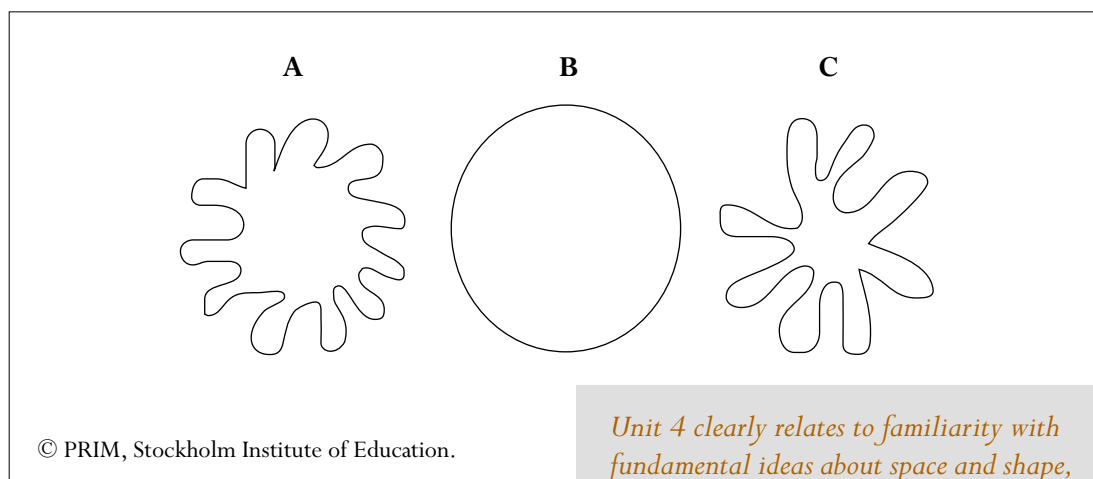 A B C
© PRIM, Stockholm Institute of Education.
Unit 4 clearly relates to familiarity with
fundamental ideas about space and shape,